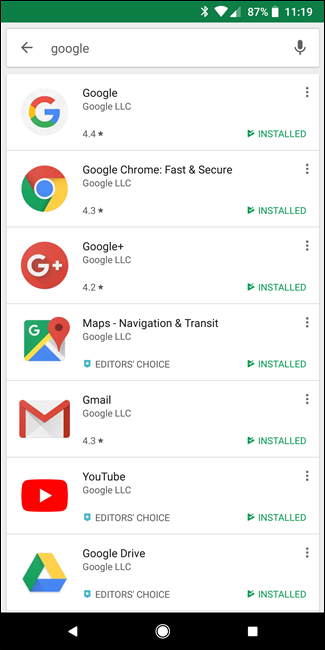 87% 11:19
google
Google
Google LLC
4.4 ★ INSTALLED
Google Chrome: Fast & Secure
Google LLC
4.3 ★ INSTALLED
G+
Google+
Google LLC
4.2 ★ INSTALLED
G
Maps - Navigation & Transit
Google LLC
EDITORS' CHOICE INSTALLED
Gmail
Google LLC
4.3 ★ INSTALLED
YouTube
Google LLC
EDITORS' CHOICE INSTALLED
Google Drive
Google LLC
EDITORS' CHOICE INSTALLED